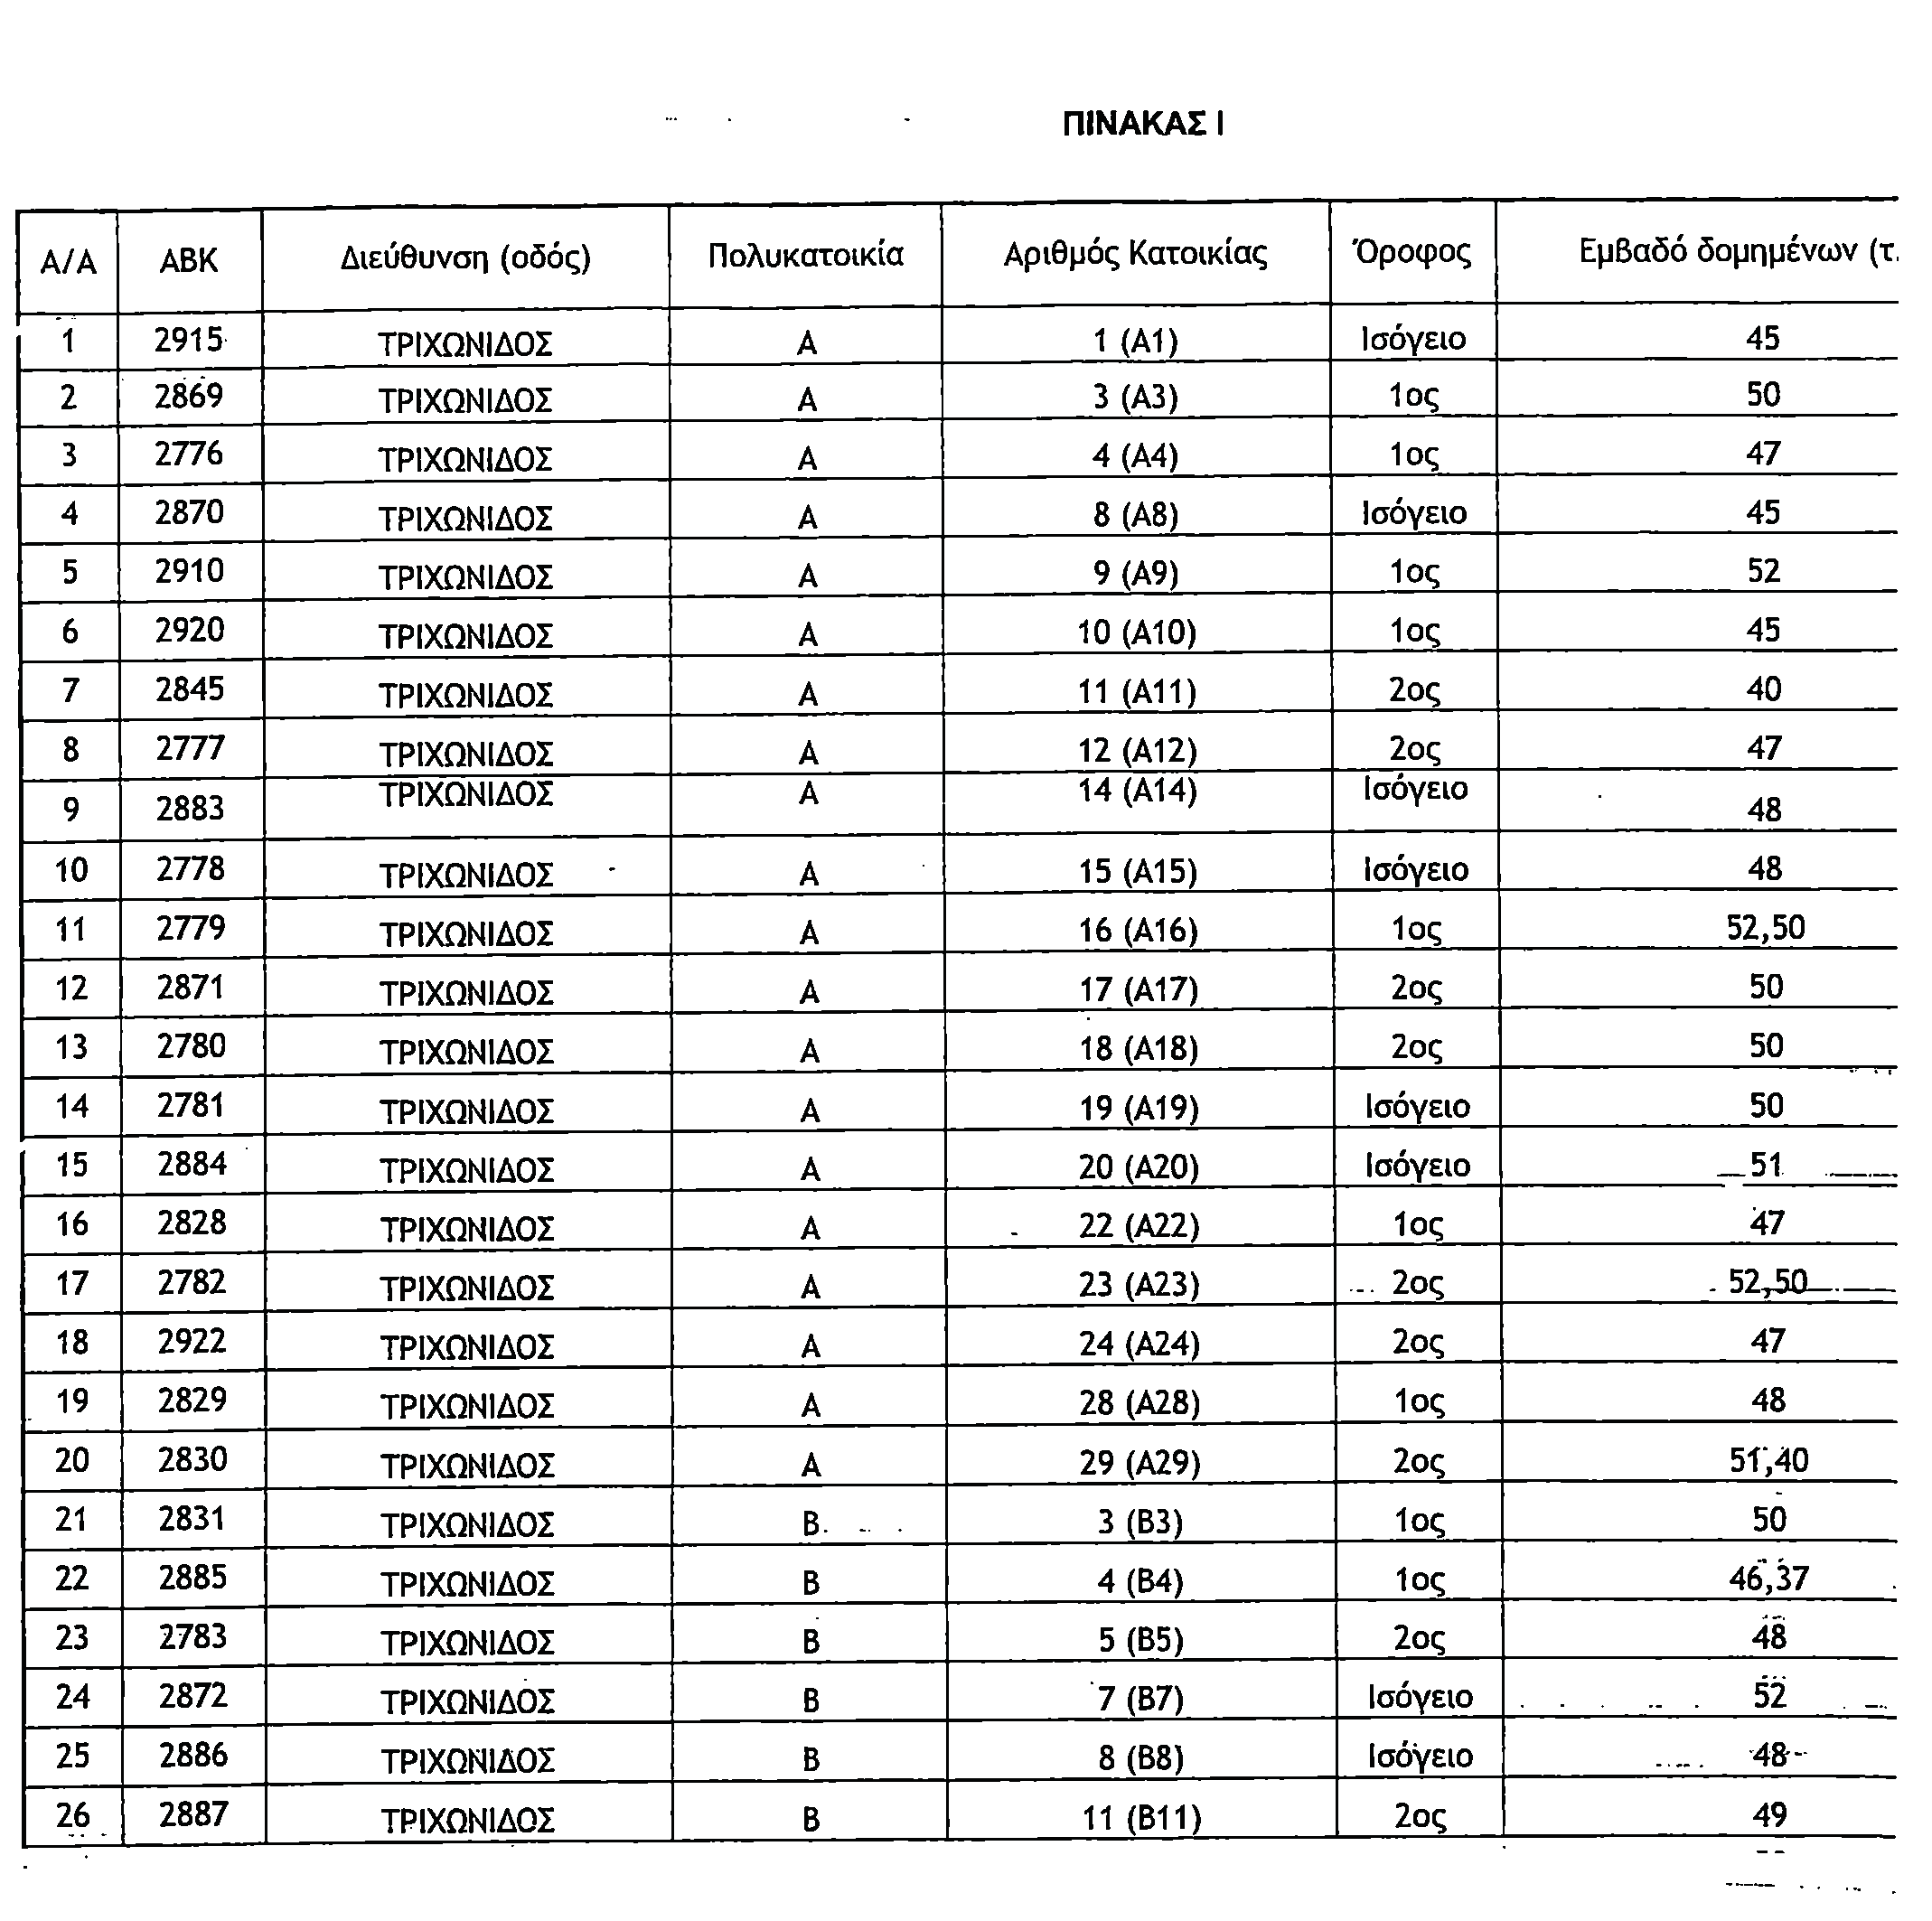 ΠΙΝΑΚΑΣ Ι
Α/Α ΑΒΚ Διεύθυνση (οδός) Πολυκατοικία Αριθμός Κατοικίας Όροφος Εμβαδό δομημένων (τ.
1 2915 ΤΡΙΧΩΝΙΔΟΣ Α 1 (Α1) Ισόγειο 45
2 2869 ΤΡΙΧΩΝΙΔΟΣ Α 3 (Α3) 1ος 50
3 2776 ΤΡΙΧΩΝΙΔΟΣ Α 4 (Α4) 1ος 47
4 2870 ΤΡΙΧΩΝΙΔΟΣ Α 8 (Α8) Ισόγειο 45
5 2910 ΤΡΙΧΩΝΙΔΟΣ Α 9 (Α9) 1ος 52
6 2920 ΤΡΙΧΩΝΙΔΟΣ Α 10 (Α10) 1ος 45
7 2845 ΤΡΙΧΩΝΙΔΟΣ Α 11 (Α11) 2ος 40
8 2777 ΤΡΙΧΩΝΙΔΟΣ Α 12 (Α12) 2ος 47
9 2883 ΤΡΙΧΩΝΙΔΟΣ Α 14 (Α14) Ισόγειο 48
10 2778 ΤΡΙΧΩΝΙΔΟΣ Α 15 (Α15) Ισόγειο 48
11 2779 ΤΡΙΧΩΝΙΔΟΣ Α 16 (Α16) 1ος 52,50
12 2871 ΤΡΙΧΩΝΙΔΟΣ Α 17 (Α17) 2ος 50
13 2780 ΤΡΙΧΩΝΙΔΟΣ Α 18 (Α18) 2ος 50
14 2781 ΤΡΙΧΩΝΙΔΟΣ Α 19 (Α19) Ισόγειο 50
15 2884 ΤΡΙΧΩΝΙΔΟΣ Α 20 (Α20) Ισόγειο 51
16 2828 ΤΡΙΧΩΝΙΔΟΣ Α 22 (Α22) 1ος 47
17 2782 ΤΡΙΧΩΝΙΔΟΣ Α 23 (Α23) 2ος 52,50
18 2922 ΤΡΙΧΩΝΙΔΟΣ Α 24 (Α24) 2ος 47
19 2829 ΤΡΙΧΩΝΙΔΟΣ Α 28 (Α28) 1ος 48
20 2830 ΤΡΙΧΩΝΙΔΟΣ Α 29 (Α29) 2ος 51,40
21 2831 ΤΡΙΧΩΝΙΔΟΣ Β 3 (Β3) 1ος 50
22 2885 ΤΡΙΧΩΝΙΔΟΣ Β 4 (Β4) 1ος 46,37
23 2783 ΤΡΙΧΩΝΙΔΟΣ Β 5 (Β5) 2ος 48
24 2872 ΤΡΙΧΩΝΙΔΟΣ Β 7 (Β7) Ισόγειο 52
25 2886 ΤΡΙΧΩΝΙΔΟΣ Β 8 (Β8) Ισόγειο 48
26 2887 ΤΡΙΧΩΝΙΔΟΣ Β 11 (Β11) 2ος 49